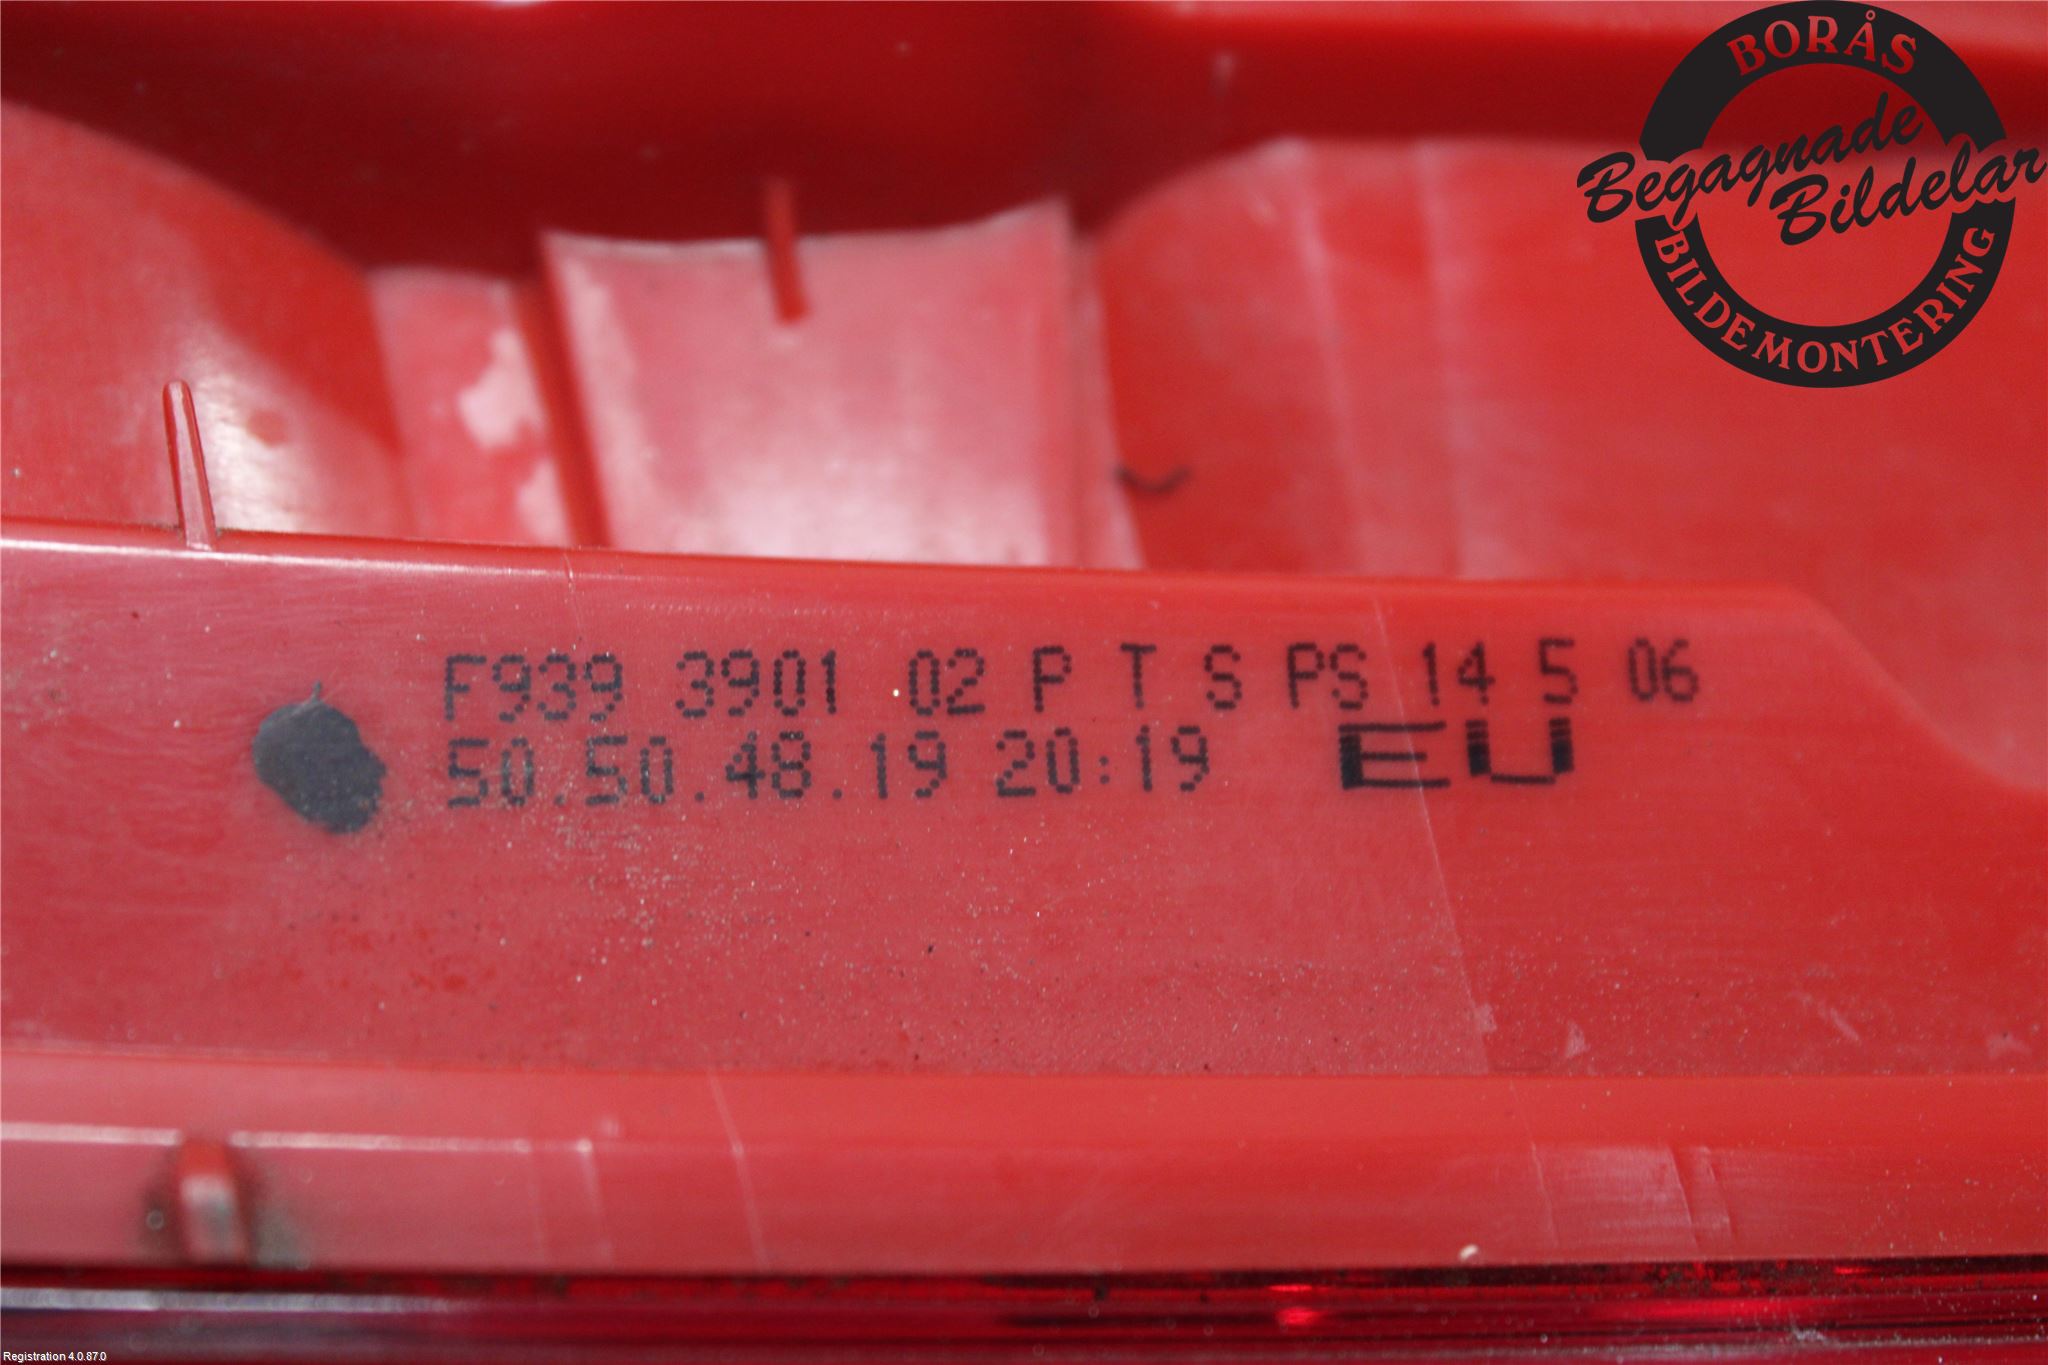 BORÅS
Begagnade
Bildelar
BILDEMONTERING
F939 3901 02 P T S PS 14 5 06
50.50.48.19 20:19 EU
Registration 4.0.87.0